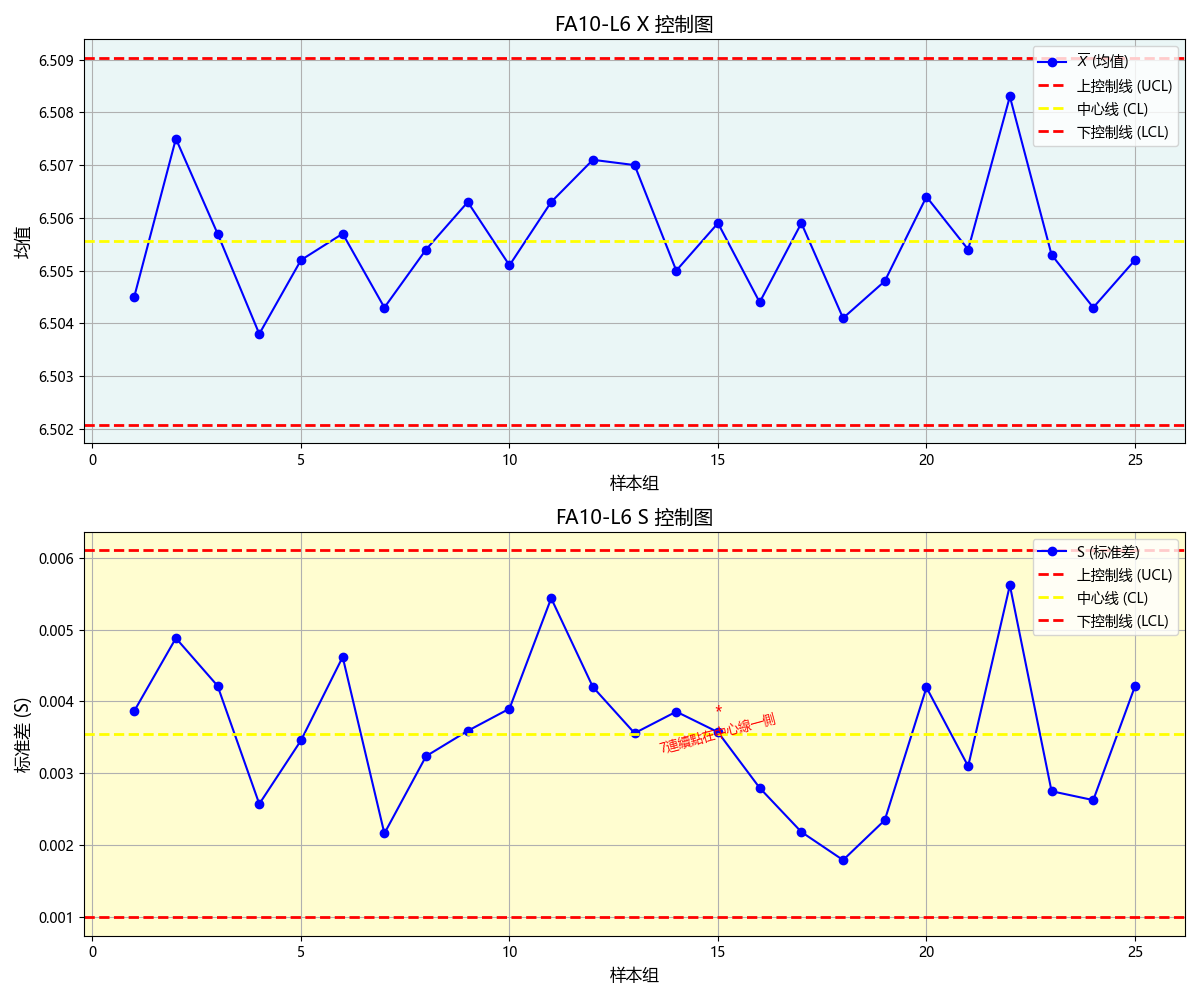 FA10-L6 X 控制图
6.509
6.508
6.507
6.506
6.505
6.504
6.503
6.502
均值
X (均值)
上控制线 (UCL)
中心线 (CL)
下控制线 (LCL)
0
5
10
15
20
25
样本组
FA10-L6 S 控制图
0.006
0.005
0.004
0.003
0.002
0.001
标准差 (S)
S (标准差)
上控制线 (UCL)
中心线 (CL)
下控制线 (LCL)
*
7連續點在中心線一側
0
5
10
15
20
25
样本组